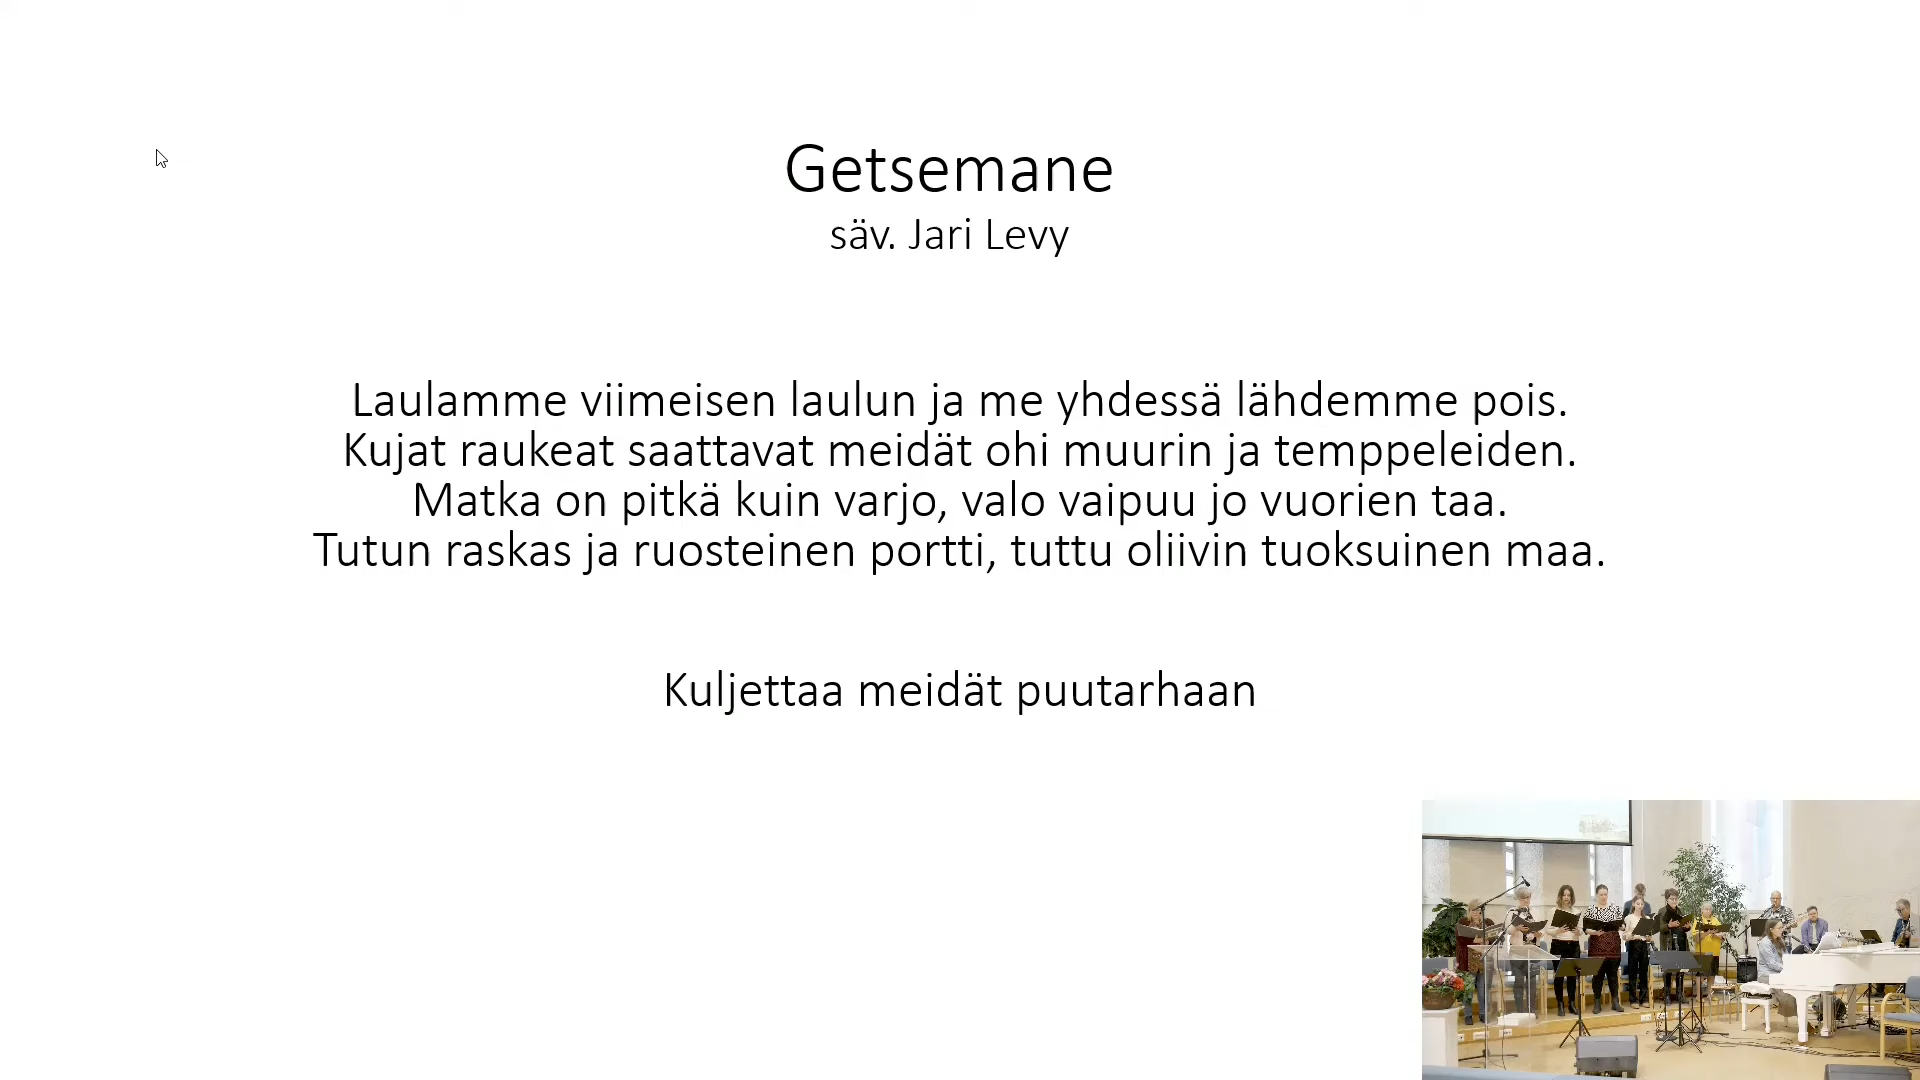 Getsemane
säv. Jari Levy
Laulamme viimeisen laulun ja me yhdessä lähdemme pois.
Kujat raukeat saattavat meidät ohi muurin ja temppeleiden.
Matka on pitkä kuin varjo, valo vaipuu jo vuorien taa.
Tutun raskas ja ruosteinen portti, tuttu oliivin tuoksuinen maa.
Kuljettaa meidät puutarhaan